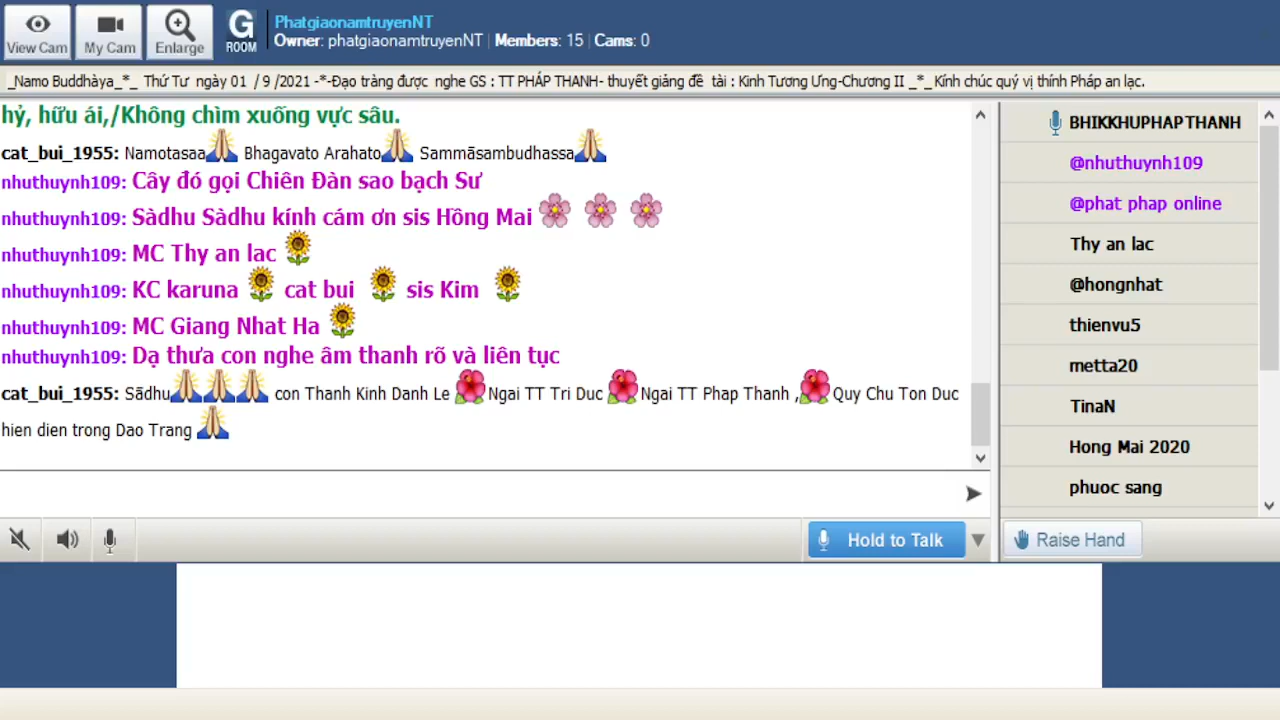 View Cam
My Cam
Enlarge
G
ROOM
PhatgiaonamtruyenNT
Owner: phatgiaonamtruyenNT | Members: 15 | Cams: 0
_Namo Buddhàya_*_ Thứ Tư ngày 01 / 9 /2021 -*-Đạo tràng được nghe GS : TT PHÁP THANH- thuyết giảng đề tài : Kinh Tương Ưng-Chương II _*_ Kính chúc quý vị thính Pháp an lạc.
hỷ, hữu ái,/Không chìm xuống vực sâu.
cat_bui_1955: Namotasaa Bhagavato Arahato Sammāsambudhassa
nhuthuynh109: Cây đó gọi Chiên Đàn sao bạch Sư
nhuthuynh109: Sàdhu Sàdhu kính cám ơn sis Hồng Mai
nhuthuynh109: MC Thy an lac
nhuthuynh109: KC karuna cat bui sis Kim
nhuthuynh109: MC Giang Nhat Ha
nhuthuynh109: Dạ thưa con nghe âm thanh rõ và liên tục
cat_bui_1955: Sādhu con Thanh Kinh Danh Le Ngai TT Tri Duc Ngai TT Phap Thanh , Quy Chu Ton Duc
hien dien trong Dao Trang
BHIKKHUPHAPTHANH
@nhuthuynh109
@phat phap online
Thy an lac
@hongnhat
thienvu5
metta20
TinaN
Hong Mai 2020
phuoc sang
Hold to Talk
Raise Hand